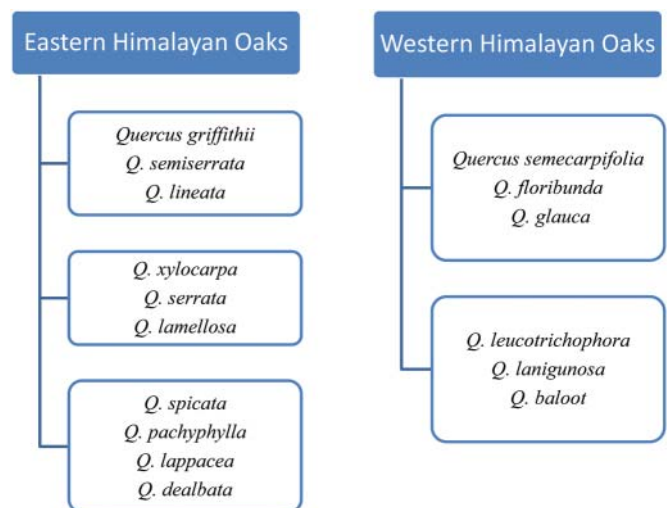 Eastern Himalayan Oaks
Quercus griffithii
Q. semiserrata
Q. lineata
Q. xylocarpa
Q. serrata
Q. lamellosa
Q. spicata
Q. pachyphylla
Q. lappacea
Q. dealbata
Western Himalayan Oaks
Quercus semecarpifolia
Q. floribunda
Q. glauca
Q. leucotrichophora
Q. lanigunosa
Q. baloot